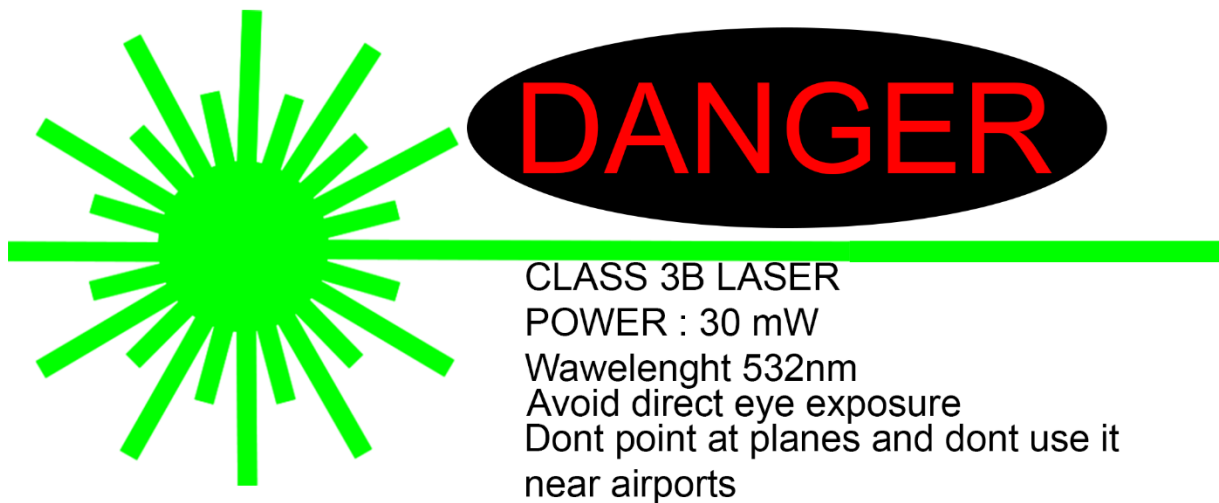 DANGER
CLASS 3B LASER
POWER : 30 mW
Wawelenght 532nm
Avoid direct eye exposure
Dont point at planes and dont use it
near airports